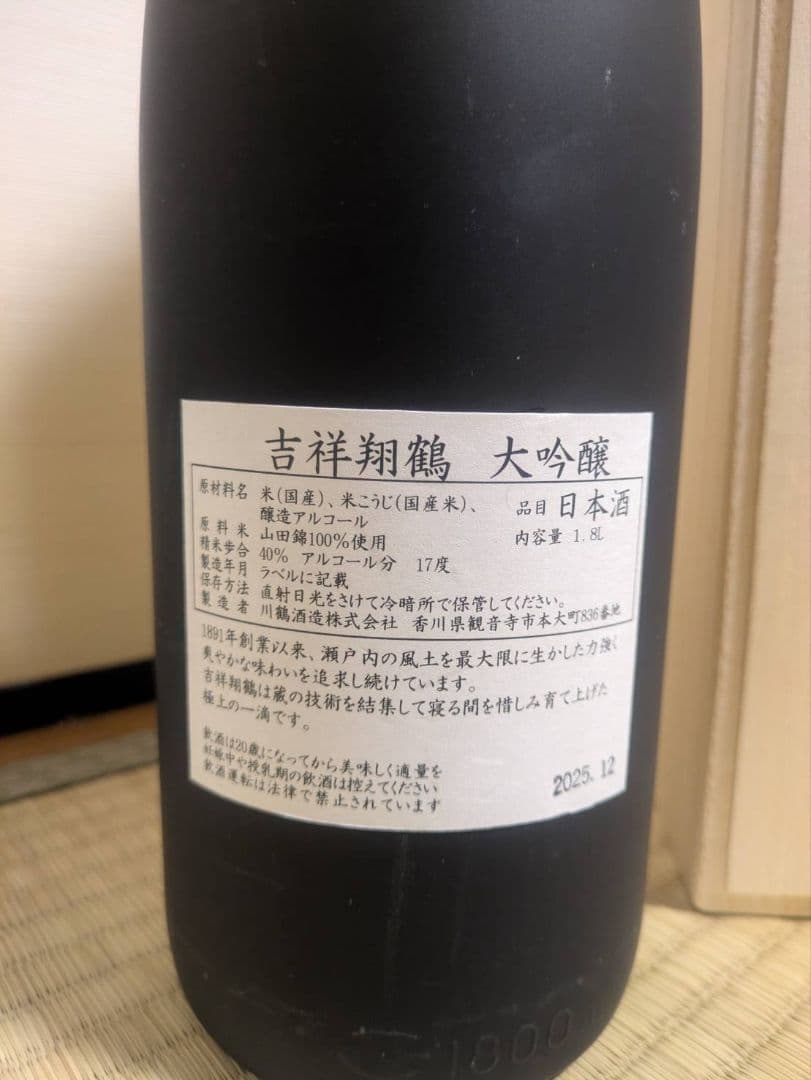 吉祥翔鶴 大吟醸
原材料名 米(国産)、米こうじ(国産米)、
醸造アルコール
品目 日本酒
内容量 1.8L
原料米 山田錦100%使用
精米歩合 40% アルコール分 17度
製造年月 ラベルに記載
保存方法 直射日光をさけて冷暗所で保管してください。
製造者 川鶴酒造株式会社 香川県観音寺市本大町836番地
1891年創業以来、瀬戸内の風土を最大限に生かした力強く
爽やかな味わいを追求し続けています。
吉祥翔鶴は蔵の技術を結集して寝る間を惜しみ育て上げた
極上の一滴です。
飲酒は20歳になってから美味しく適量を
妊娠中や授乳期の飲酒は控えてください
飲酒運転は法律で禁止されています
2025.12
1800